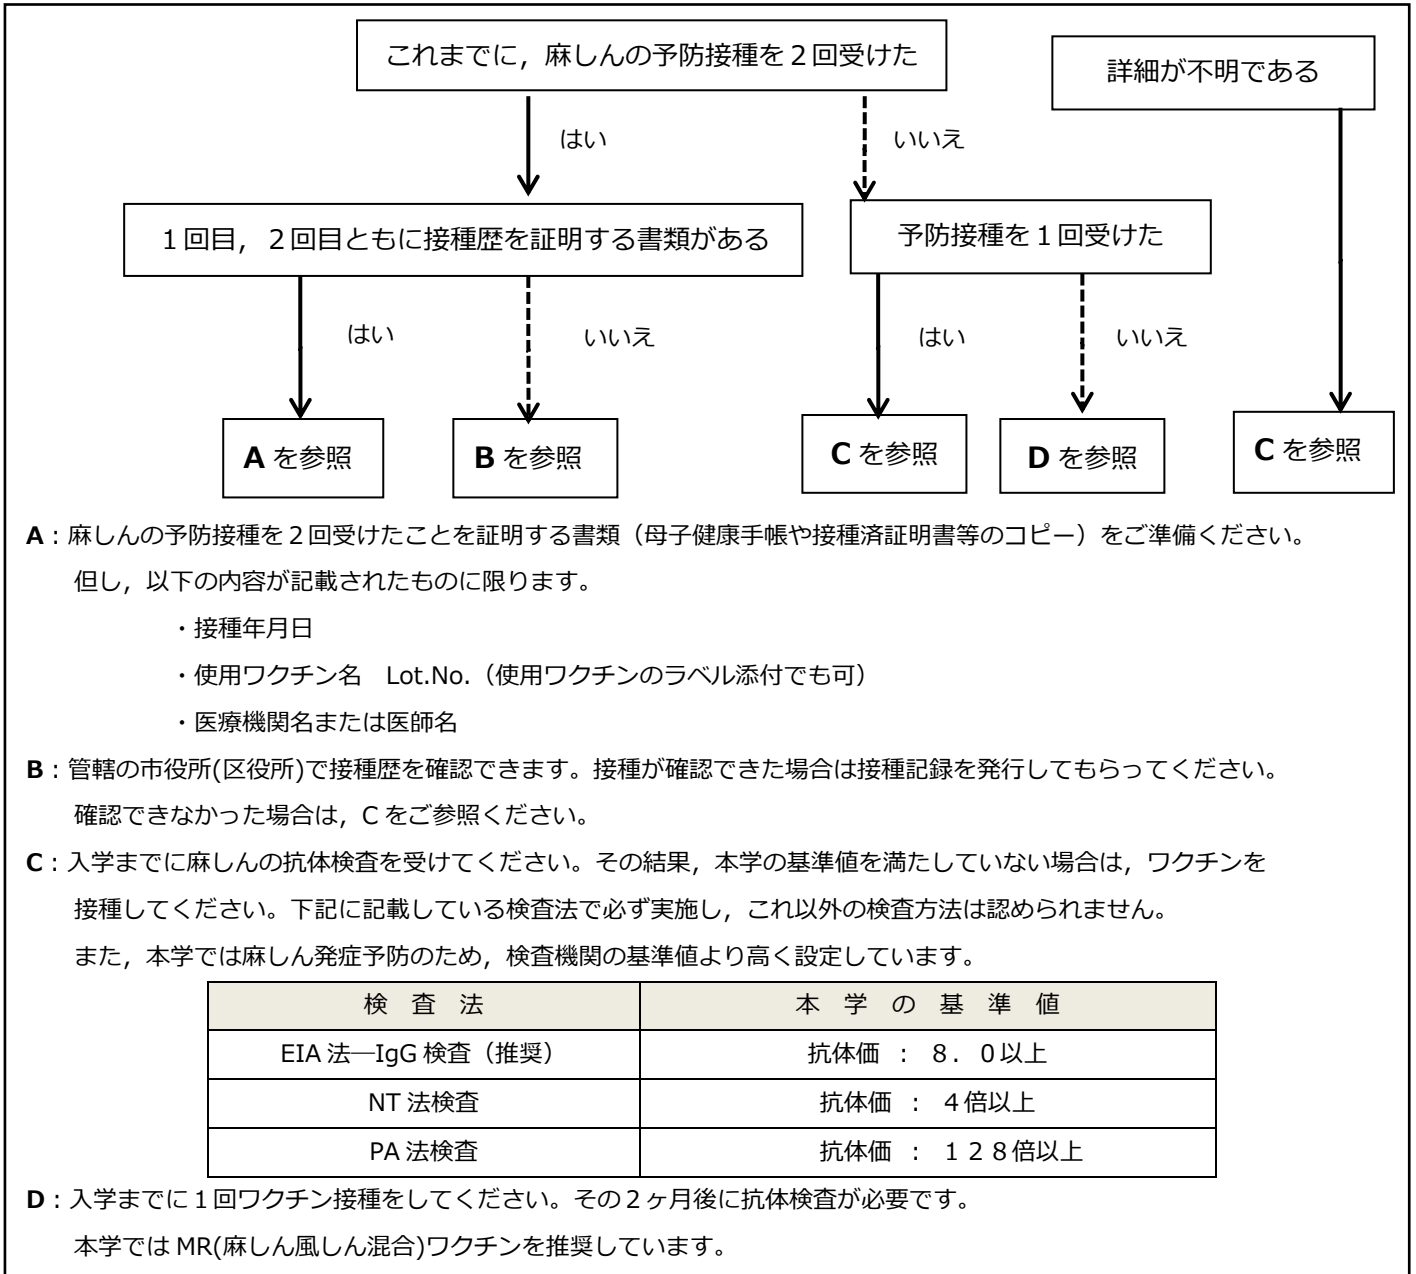 これまでに，麻しんの予防接種を２回受けた
詳細が不明である
はい
いいえ
１回目，２回目ともに接種歴を証明する書類がある
予防接種を１回受けた
はい
いいえ
はい
いいえ
A を参照
B を参照
C を参照
D を参照
C を参照
A：麻しんの予防接種を２回受けたことを証明する書類（母子健康手帳や接種済証明書等のコピー）をご準備ください。
但し，以下の内容が記載されたものに限ります。
・接種年月日
・使用ワクチン名　Lot.No.（使用ワクチンのラベル添付でも可）
・医療機関名または医師名
B：管轄の市役所(区役所)で接種歴を確認できます。接種が確認できた場合は接種記録を発行してもらってください。
確認できなかった場合は，C をご参照ください。
C：入学までに麻しんの抗体検査を受けてください。その結果，本学の基準値を満たしていない場合は，ワクチンを
接種してください。下記に記載している検査法で必ず実施し，これ以外の検査方法は認められません。
また，本学では麻しん発症予防のため，検査機関の基準値より高く設定しています。
検　査　法
本　学　の　基　準　値
EIA 法―IgG 検査（推奨）
抗体価　：　８．０以上
NT 法検査
抗体価　：　４倍以上
PA 法検査
抗体価　：　１２８倍以上
D：入学までに１回ワクチン接種をしてください。その２ヶ月後に抗体検査が必要です。
本学では MR(麻しん風しん混合)ワクチンを推奨しています。